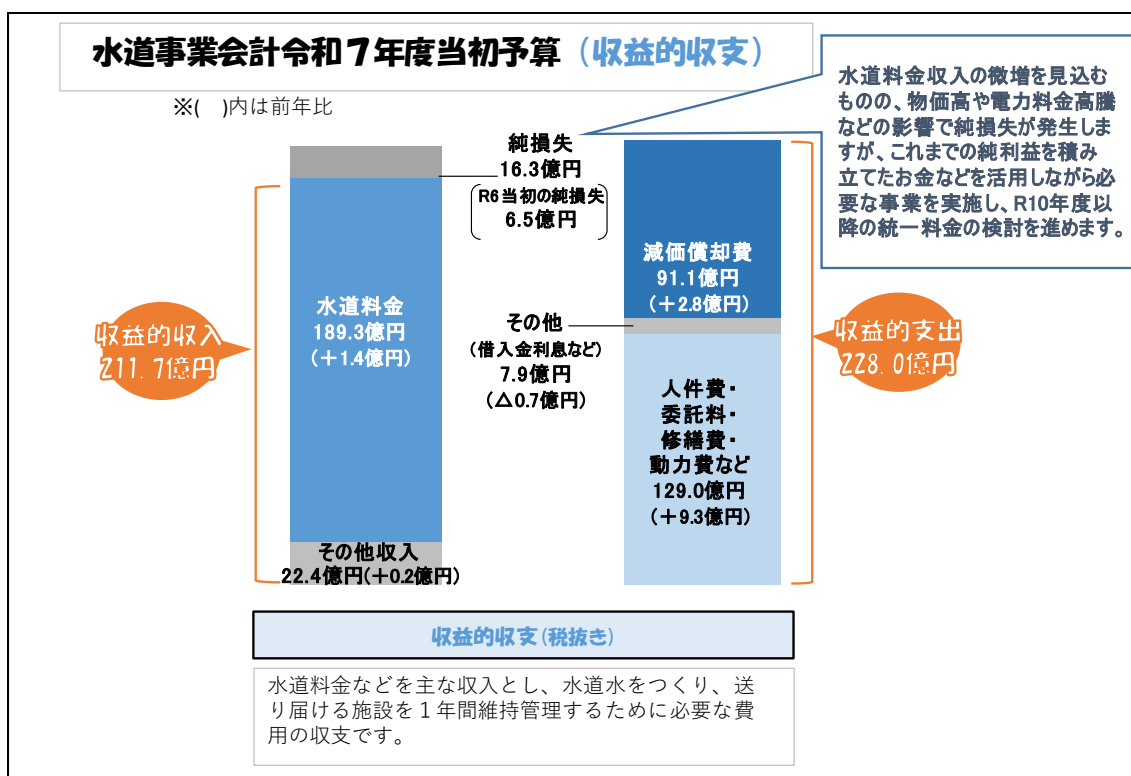 水道事業会計令和７年度当初予算（収益的収支）
※(　)内は前年比
水道料金収入の微増を見込む
ものの、物価高や電力料金高騰
などの影響で純損失が発生しま
すが、これまでの純利益を積み
立てたお金などを活用しながら必
要な事業を実施し、R10年度以
降の統一料金の検討を進めます。
純損失
16.3億円
R6当初の純損失
6.5億円
収益的収入
211.7億円
水道料金
189.3億円
(＋1.4億円)
その他収入
22.4億円(＋0.2億円)
減価償却費
91.1億円
(＋2.8億円)
その他
(借入金利息など)
7.9億円
(△0.7億円)
人件費・
委託料・
修繕費・
動力費など
129.0億円
(＋9.3億円)
収益的支出
228.0億円
収益的収支(税抜き)
水道料金などを主な収入とし、水道水をつくり、送
り届ける施設を１年間維持管理するために必要な費
用の収支です。